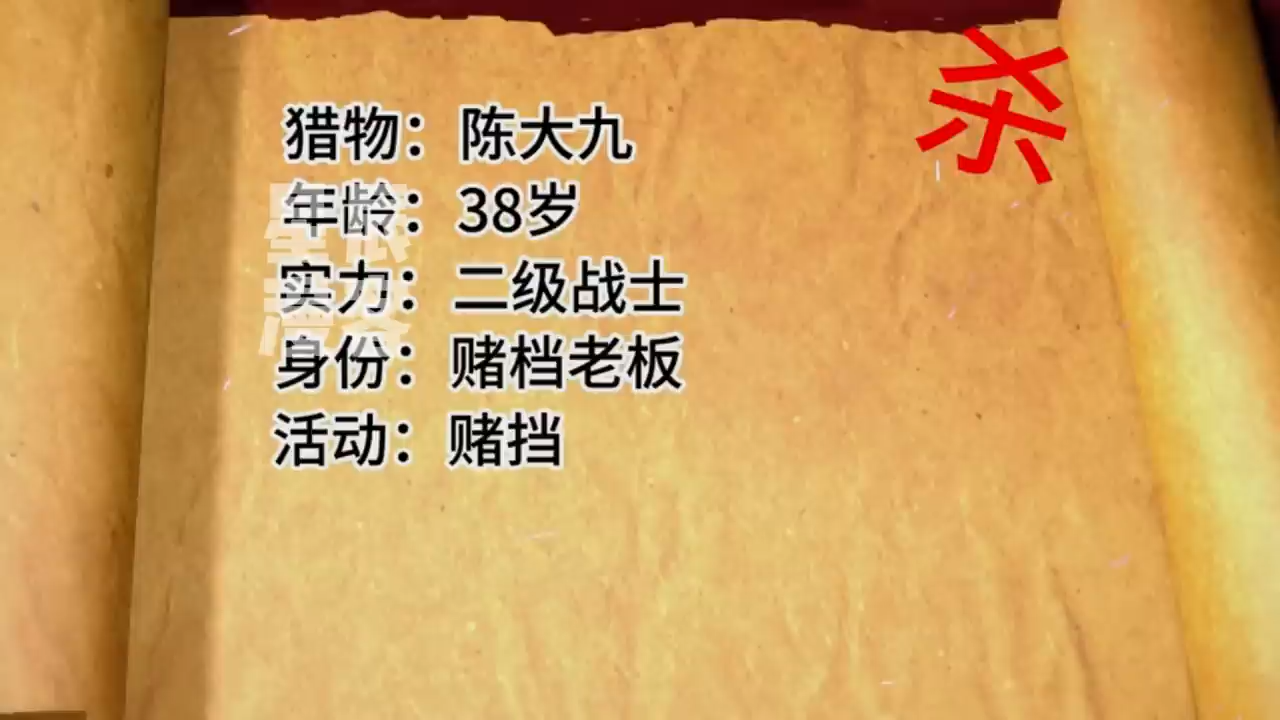 杀
猎物：陈大九
年龄：38岁
实力：二级战士
身份：赌档老板
活动：赌挡